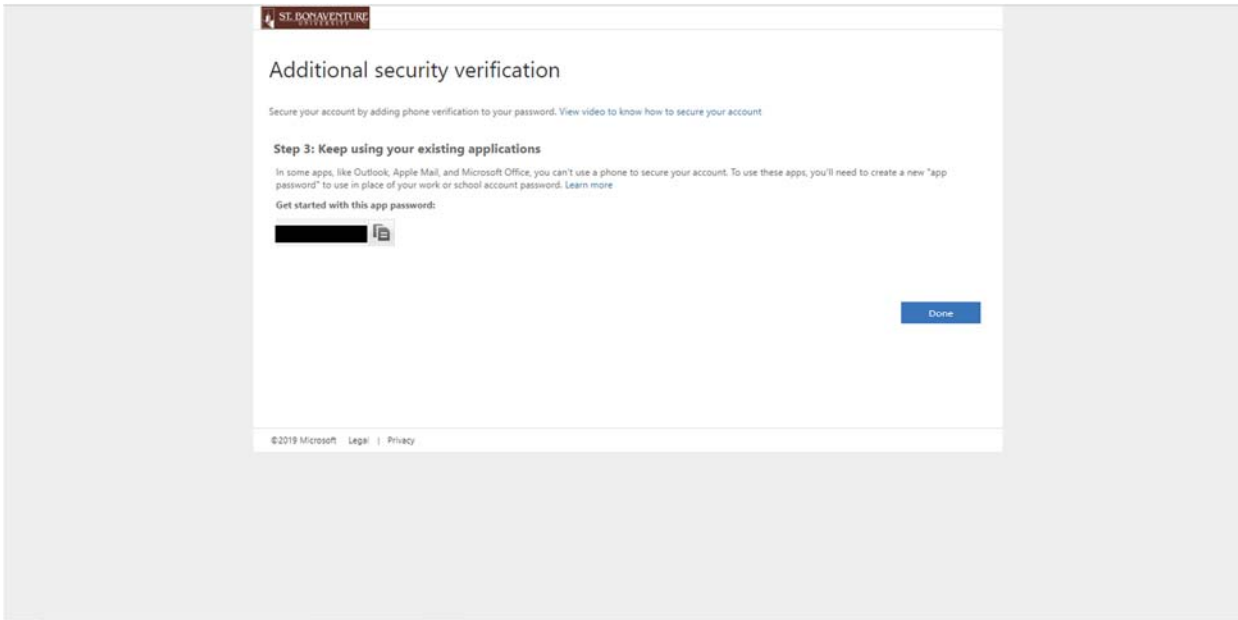 ST. BONAVENTURE
UNIVERSITY
Additional security verification
Secure your account by adding phone verification to your password. View video to know how to secure your account
Step 3: Keep using your existing applications
In some apps, like Outlook, Apple Mail, and Microsoft Office, you can't use a phone to secure your account. To use these apps, you'll need to create a new "app
password" to use in place of your work or school account password. Learn more
Get started with this app password:
Done
©2019 Microsoft Legal | Privacy